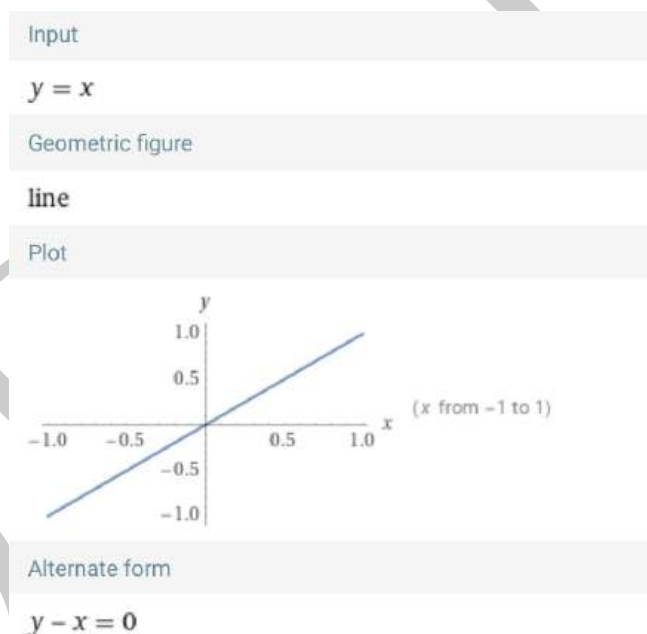 Input
y = x
Geometric figure
line
Plot
y
1.0
0.5
(x from −1 to 1)
−1.0 −0.5 0.5 1.0 x
−0.5
−1.0
Alternate form
y − x = 0